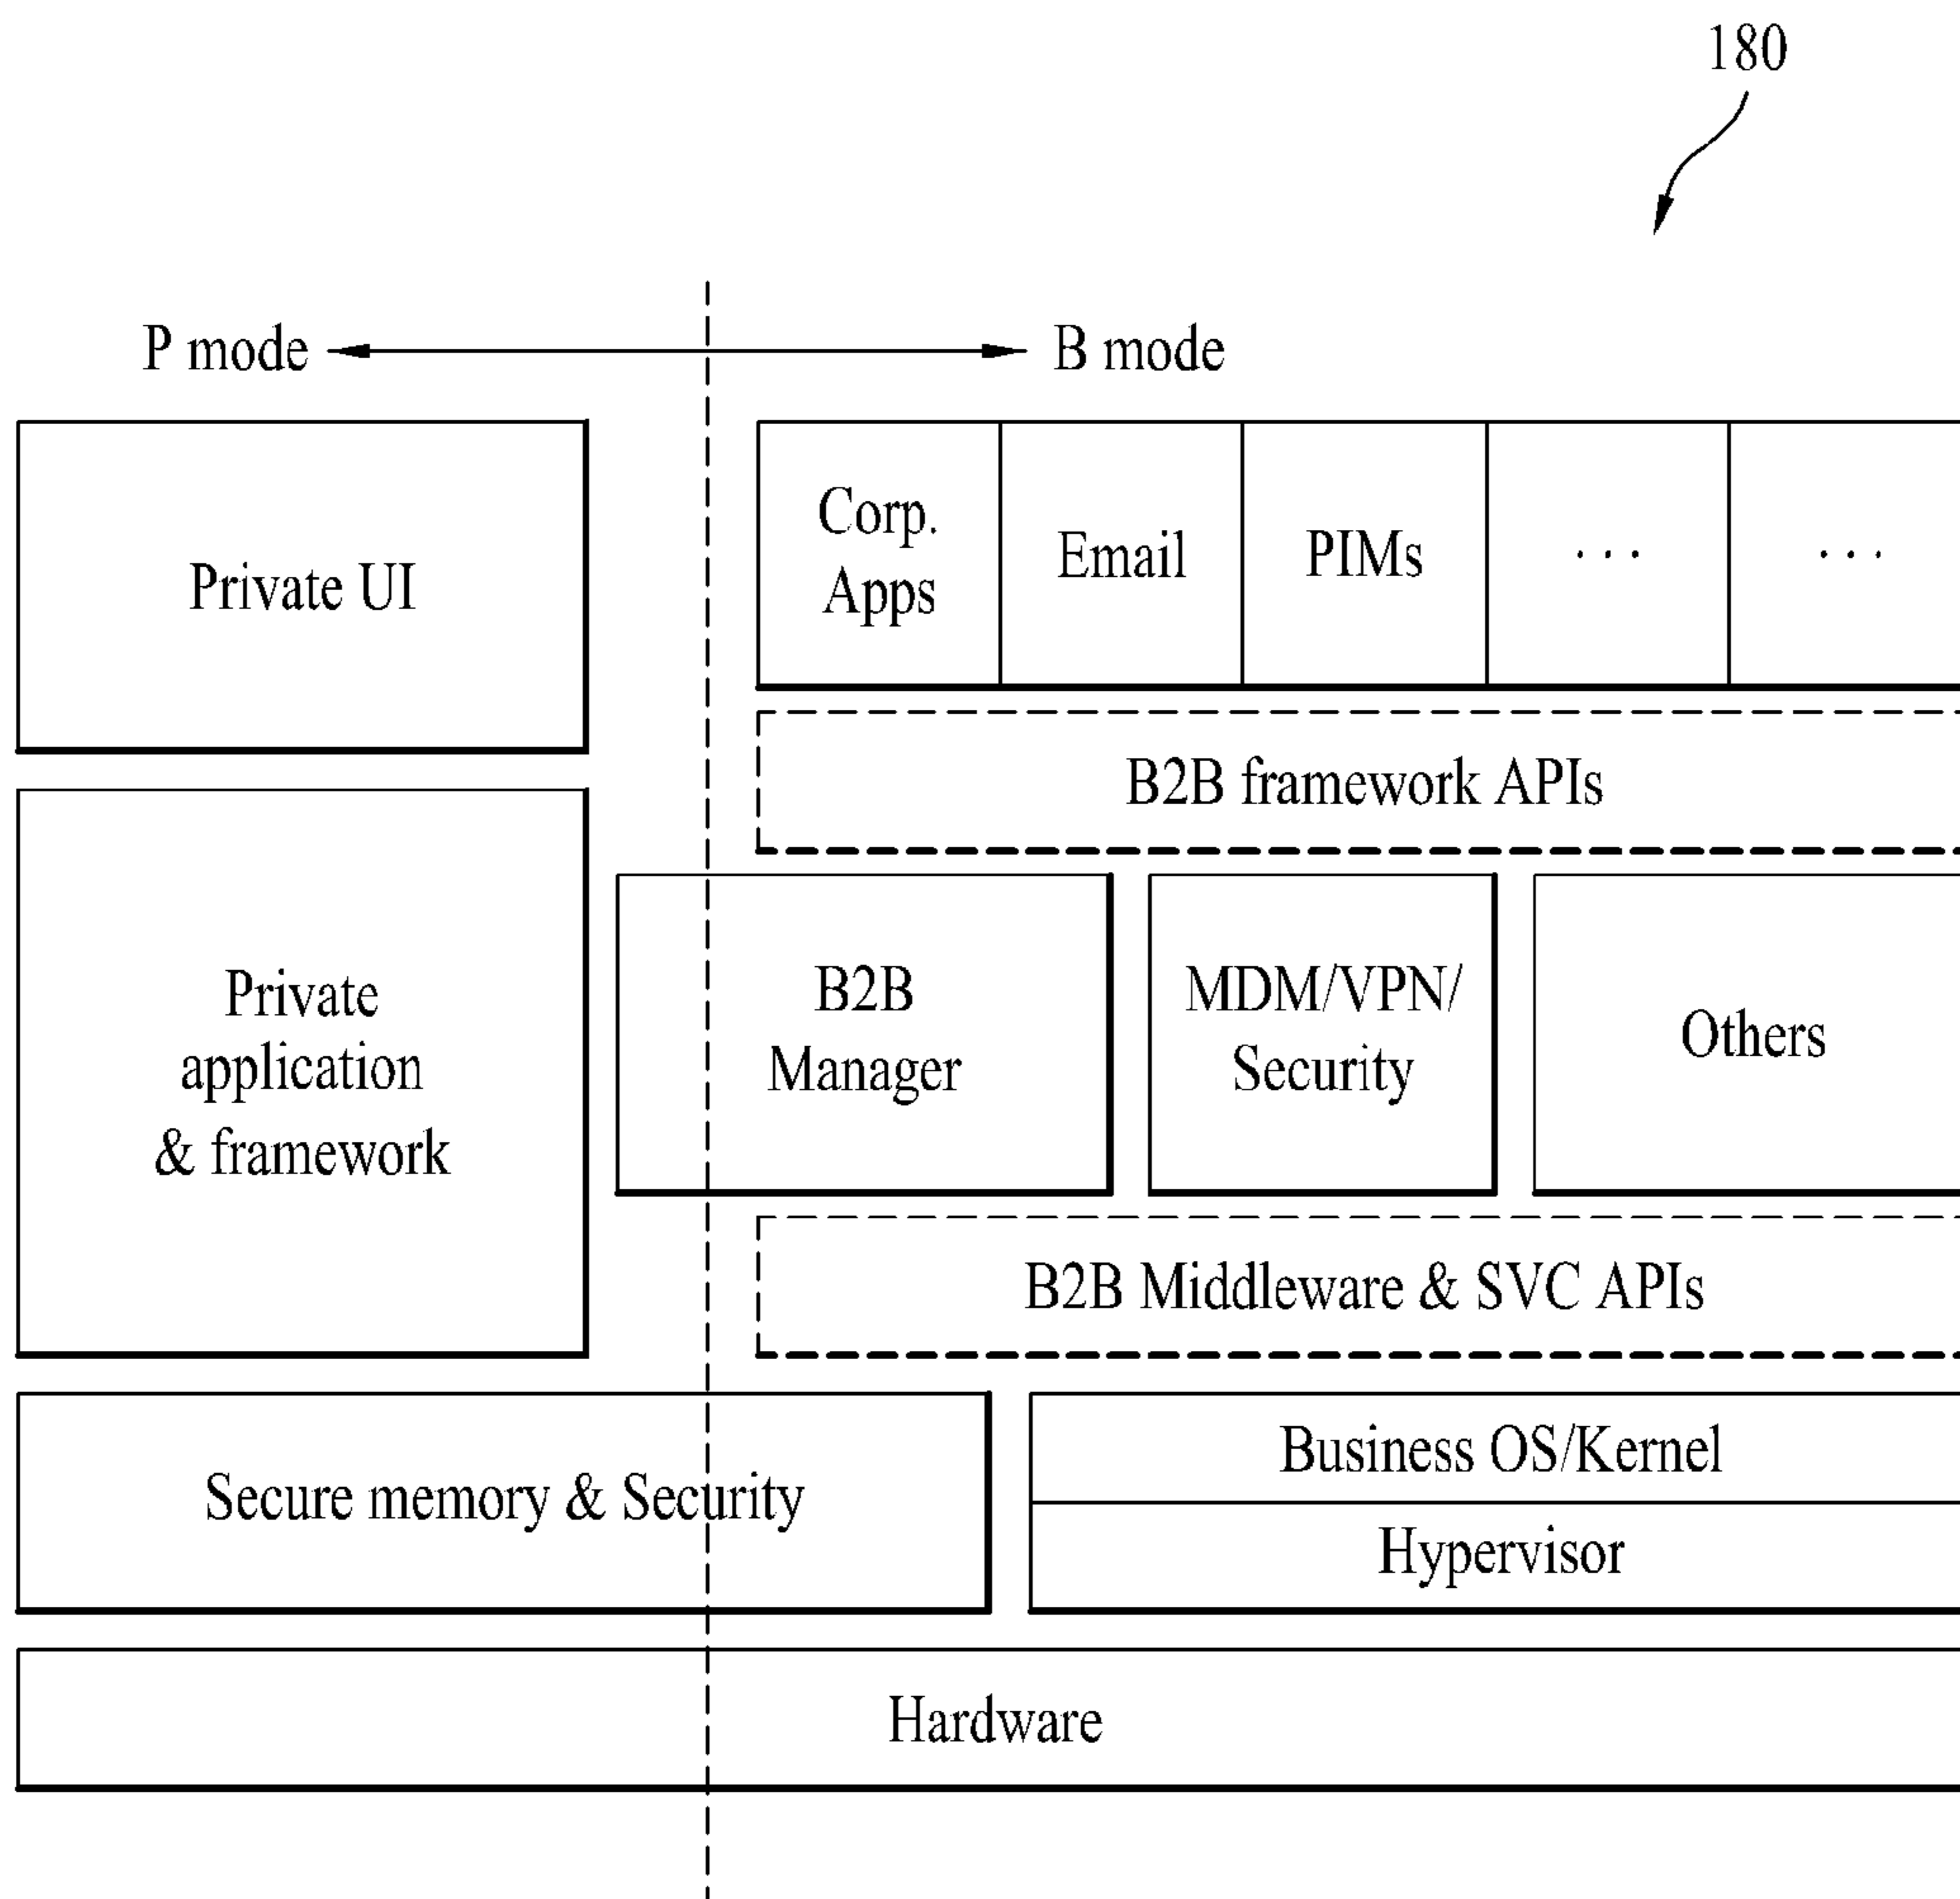 180
P mode
B mode
Private UI
Corp.
Apps
Email
PIMs
...
...
B2B framework APIs
Private
application
& framework
B2B
Manager
MDM/VPN/
Security
Others
B2B Middleware & SVC APIs
Secure memory & Security
Business OS/Kernel
Hypervisor
Hardware